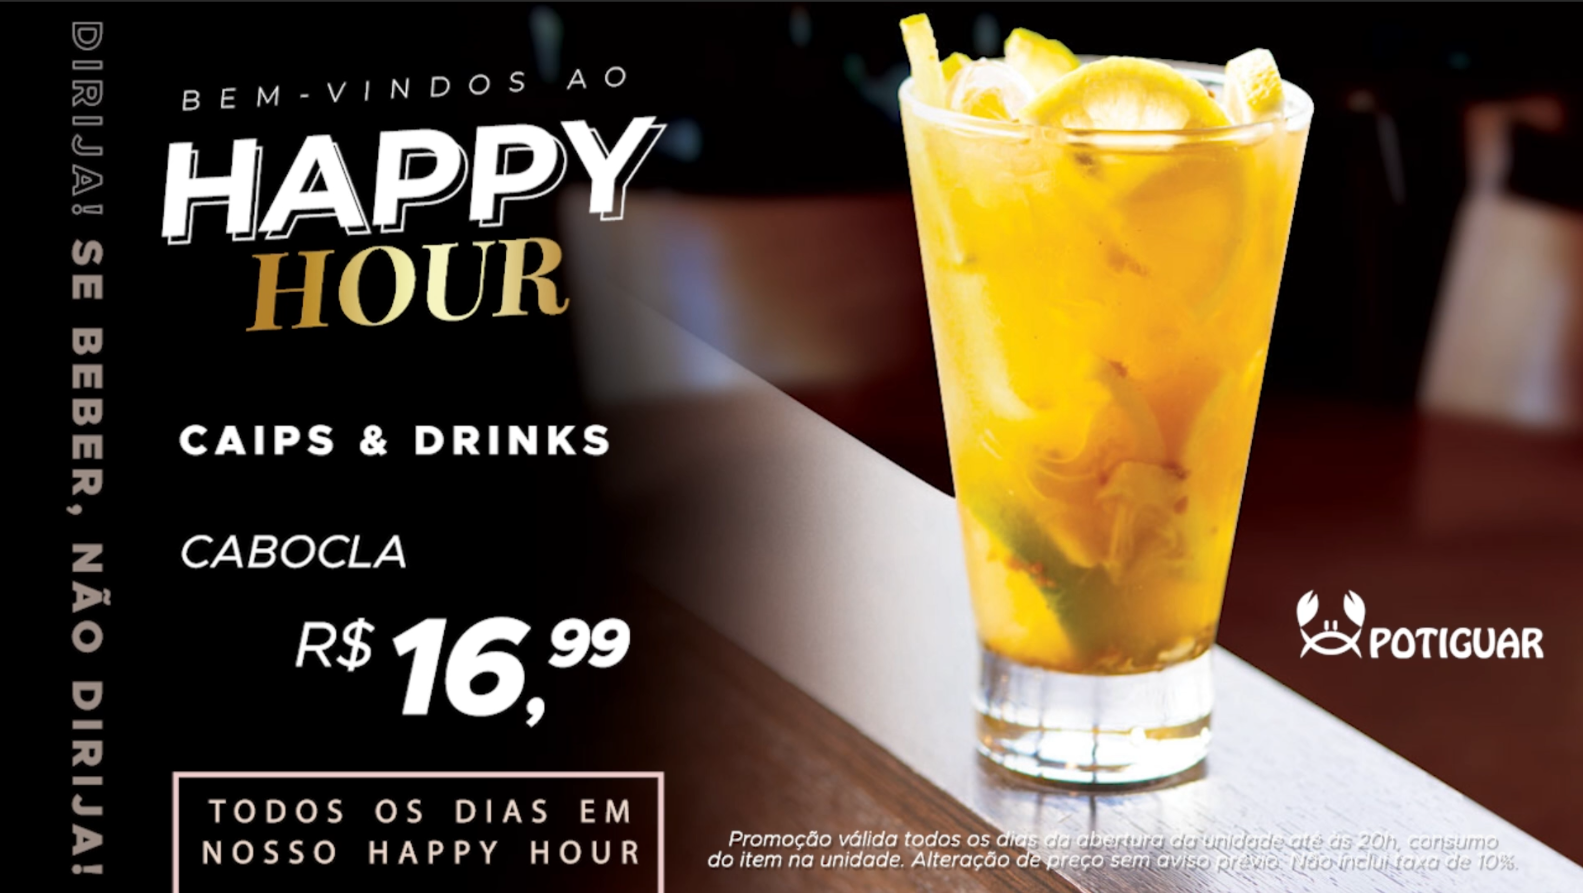 DIRIJA! SE BEBER, NÃO DIRIJA!
BEM-VINDOS AO
HAPPY
HOUR
CAIPS & DRINKS
CABOCLA
R$ 16,99
TODOS OS DIAS EM
NOSSO HAPPY HOUR
POTIGUAR
Promoção válida todos os dias da abertura da unidade até às 20h, consumo
do item na unidade. Alteração de preço sem aviso prévio. Não inclui taxa de 10%.